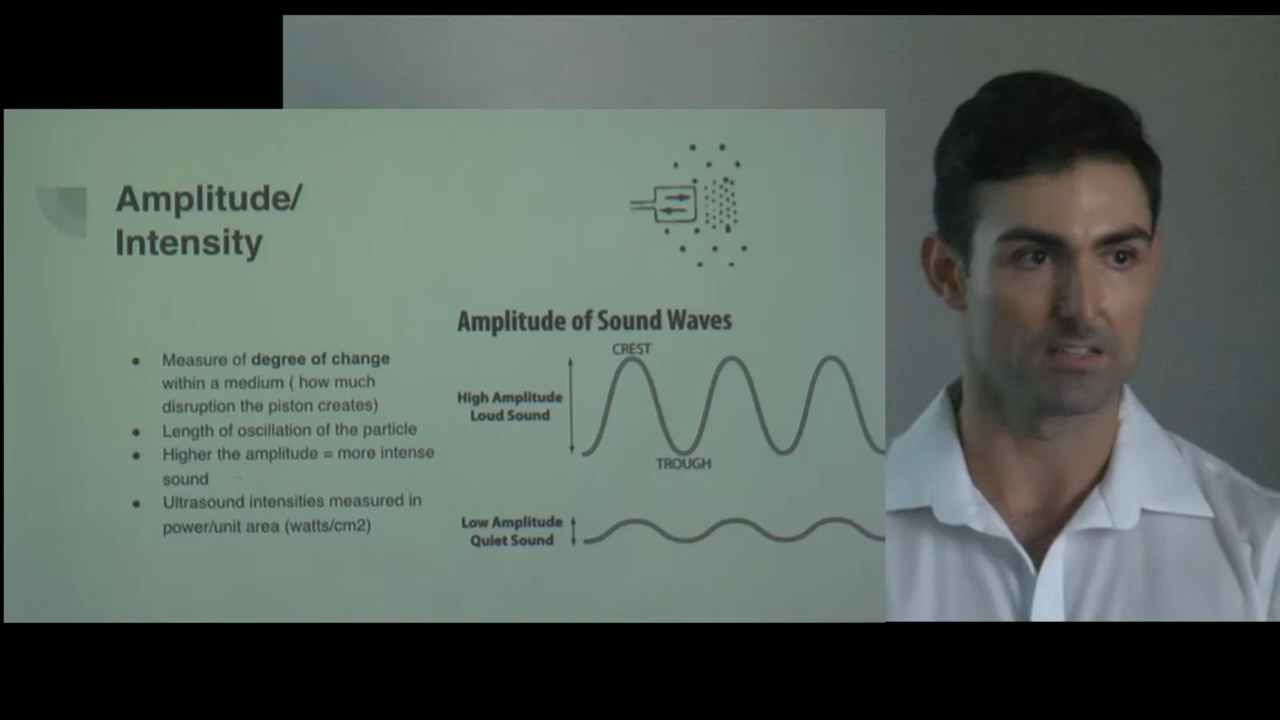 Amplitude/
Intensity
● Measure of degree of change
within a medium ( how much
disruption the piston creates)
● Length of oscillation of the particle
● Higher the amplitude = more intense
sound
● Ultrasound intensities measured in
power/unit area (watts/cm2)
Amplitude of Sound Waves
CREST
High Amplitude
Loud Sound
TROUGH
Low Amplitude
Quiet Sound